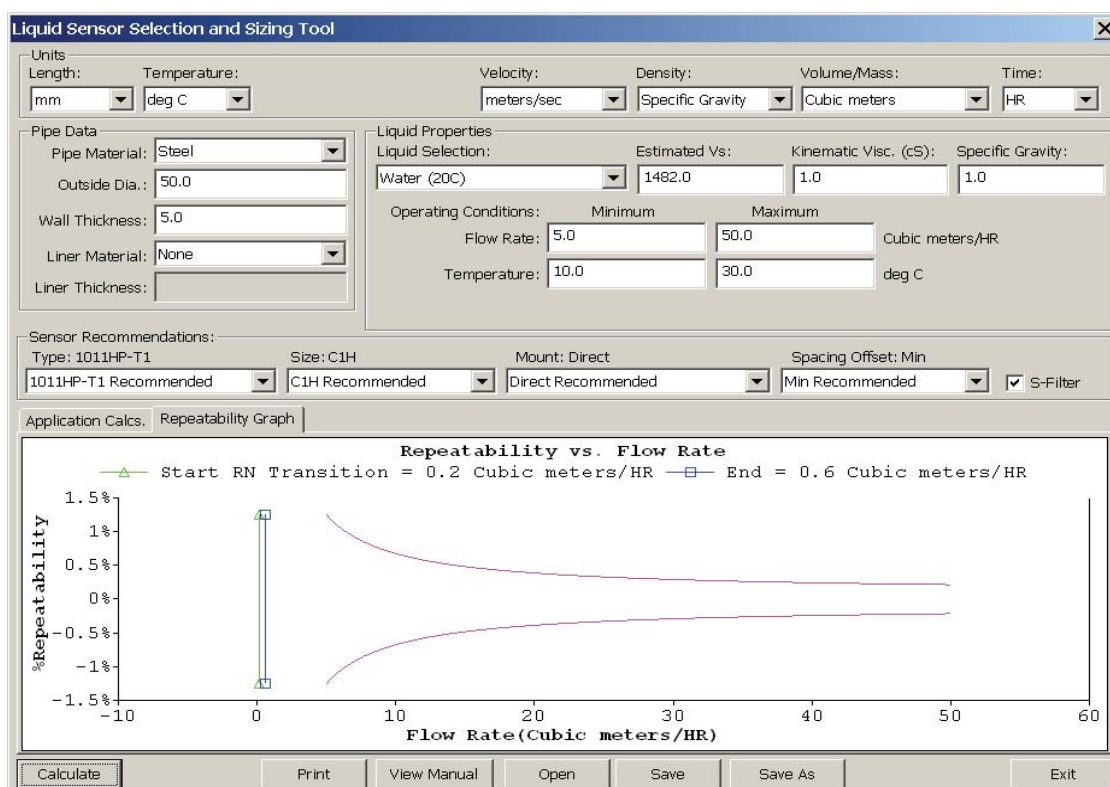 Liquid Sensor Selection and Sizing Tool
Units
Length: Temperature: Velocity: Density: Volume/Mass: Time:
mm deg C meters/sec Specific Gravity Cubic meters HR
Pipe Data
Pipe Material: Steel
Outside Dia.: 50.0
Wall Thickness: 5.0
Liner Material: None
Liner Thickness:
Liquid Properties
Liquid Selection: Estimated Vs: Kinematic Visc. (cS): Specific Gravity:
Water (20C) 1482.0 1.0 1.0
Operating Conditions: Minimum Maximum
Flow Rate: 5.0 50.0 Cubic meters/HR
Temperature: 10.0 30.0 deg C
Sensor Recommendations:
Type: 1011HP-T1 Size: C1H Mount: Direct Spacing Offset: Min
1011HP-T1 Recommended C1H Recommended Direct Recommended Min Recommended S-Filter
Application Calcs. Repeatability Graph
Repeatability vs. Flow Rate
Start RN Transition = 0.2 Cubic meters/HR End = 0.6 Cubic meters/HR
%Repeatability
1.5%
1%
0.5%
0%
-0.5%
-1%
-1.5%
-10 0 10 20 30 40 50 60
Flow Rate(Cubic meters/HR)
Calculate Print View Manual Open Save Save As Exit